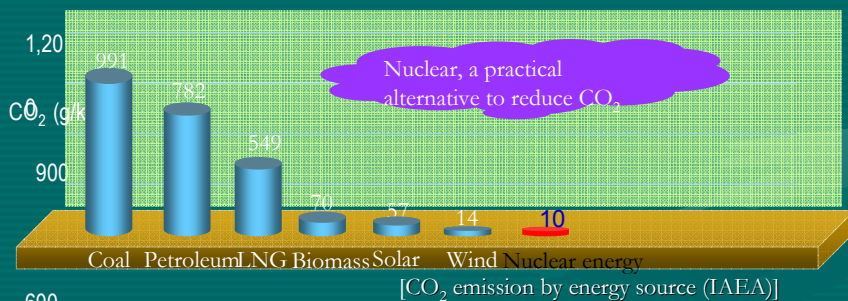 1,20
0
CO₂ (g/k
900
600
991
782
549
70
57
14
10
Nuclear, a practical
alternative to reduce CO₂
Coal Petroleum LNG Biomass Solar Wind Nuclear energy
[CO₂ emission by energy source (IAEA)]